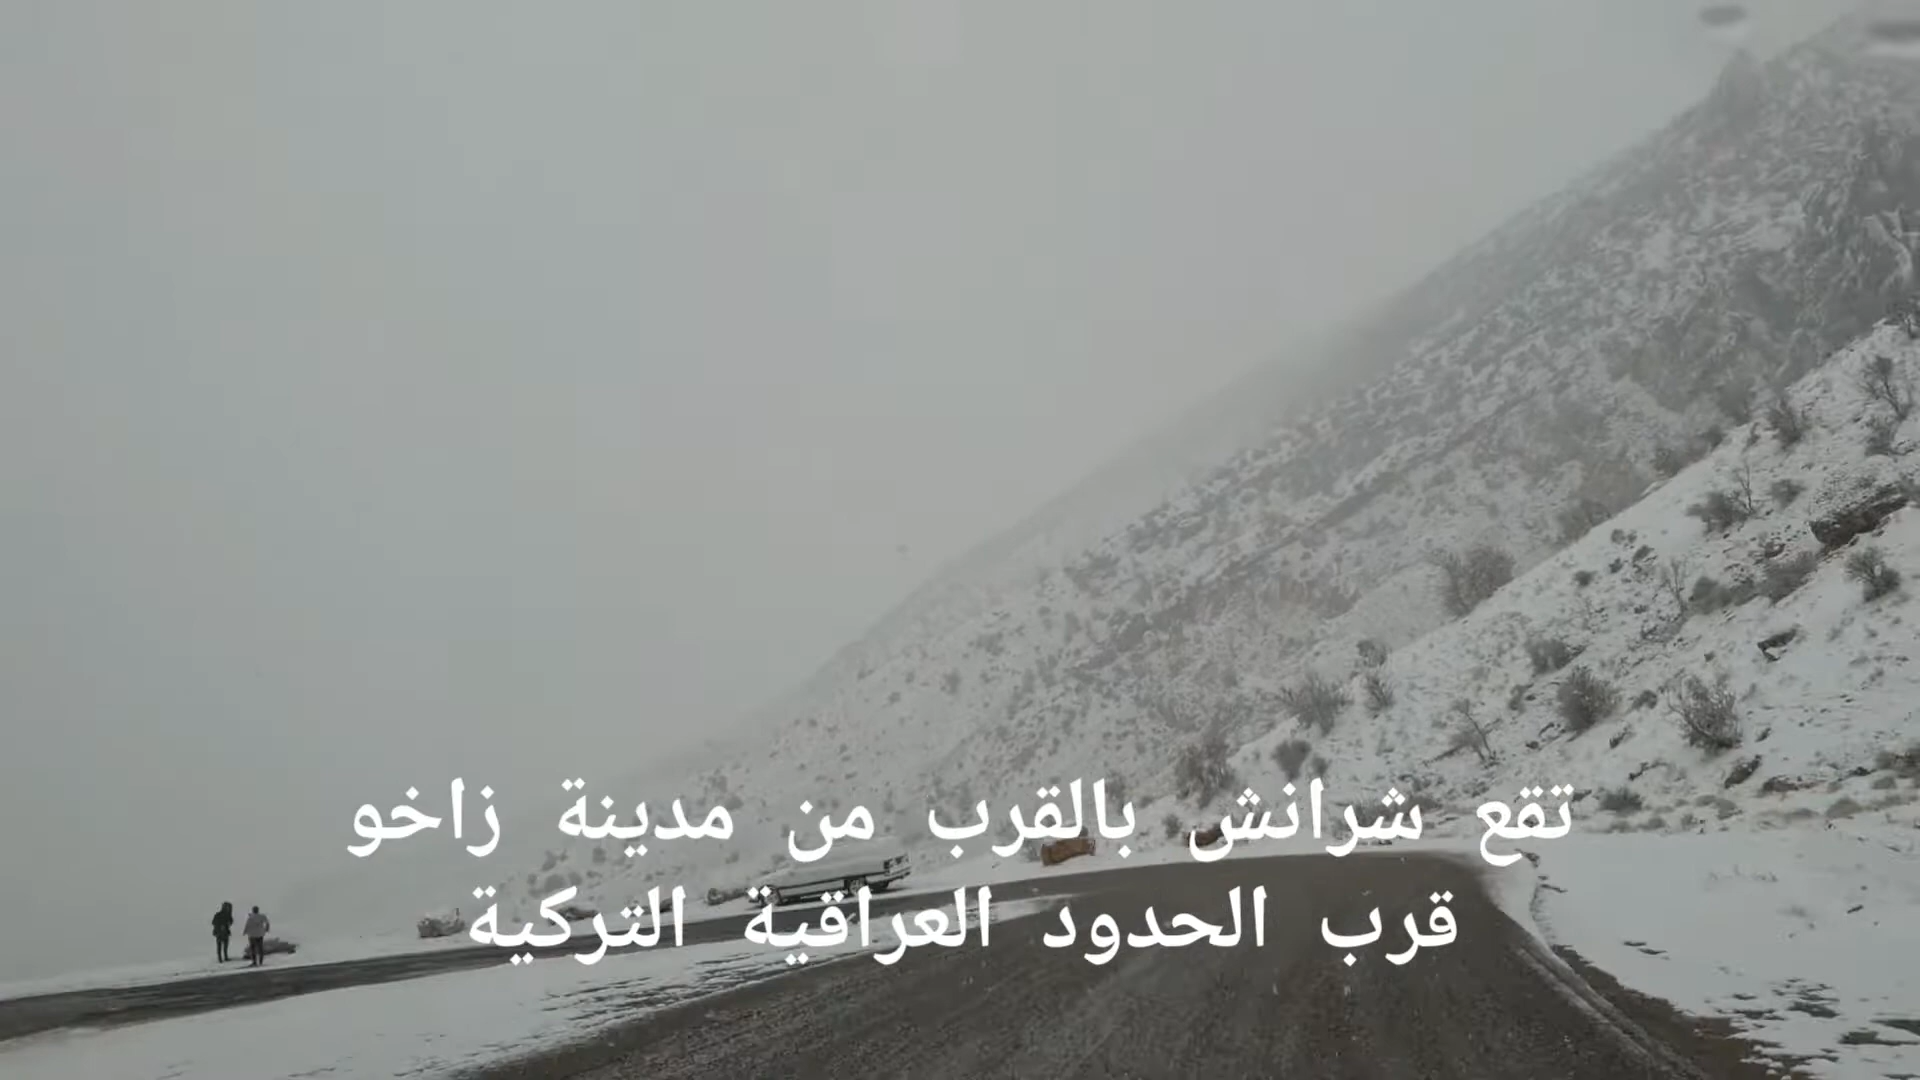 تقع شرانش بالقرب من مدينة زاخو
قرب الحدود العراقية التركية